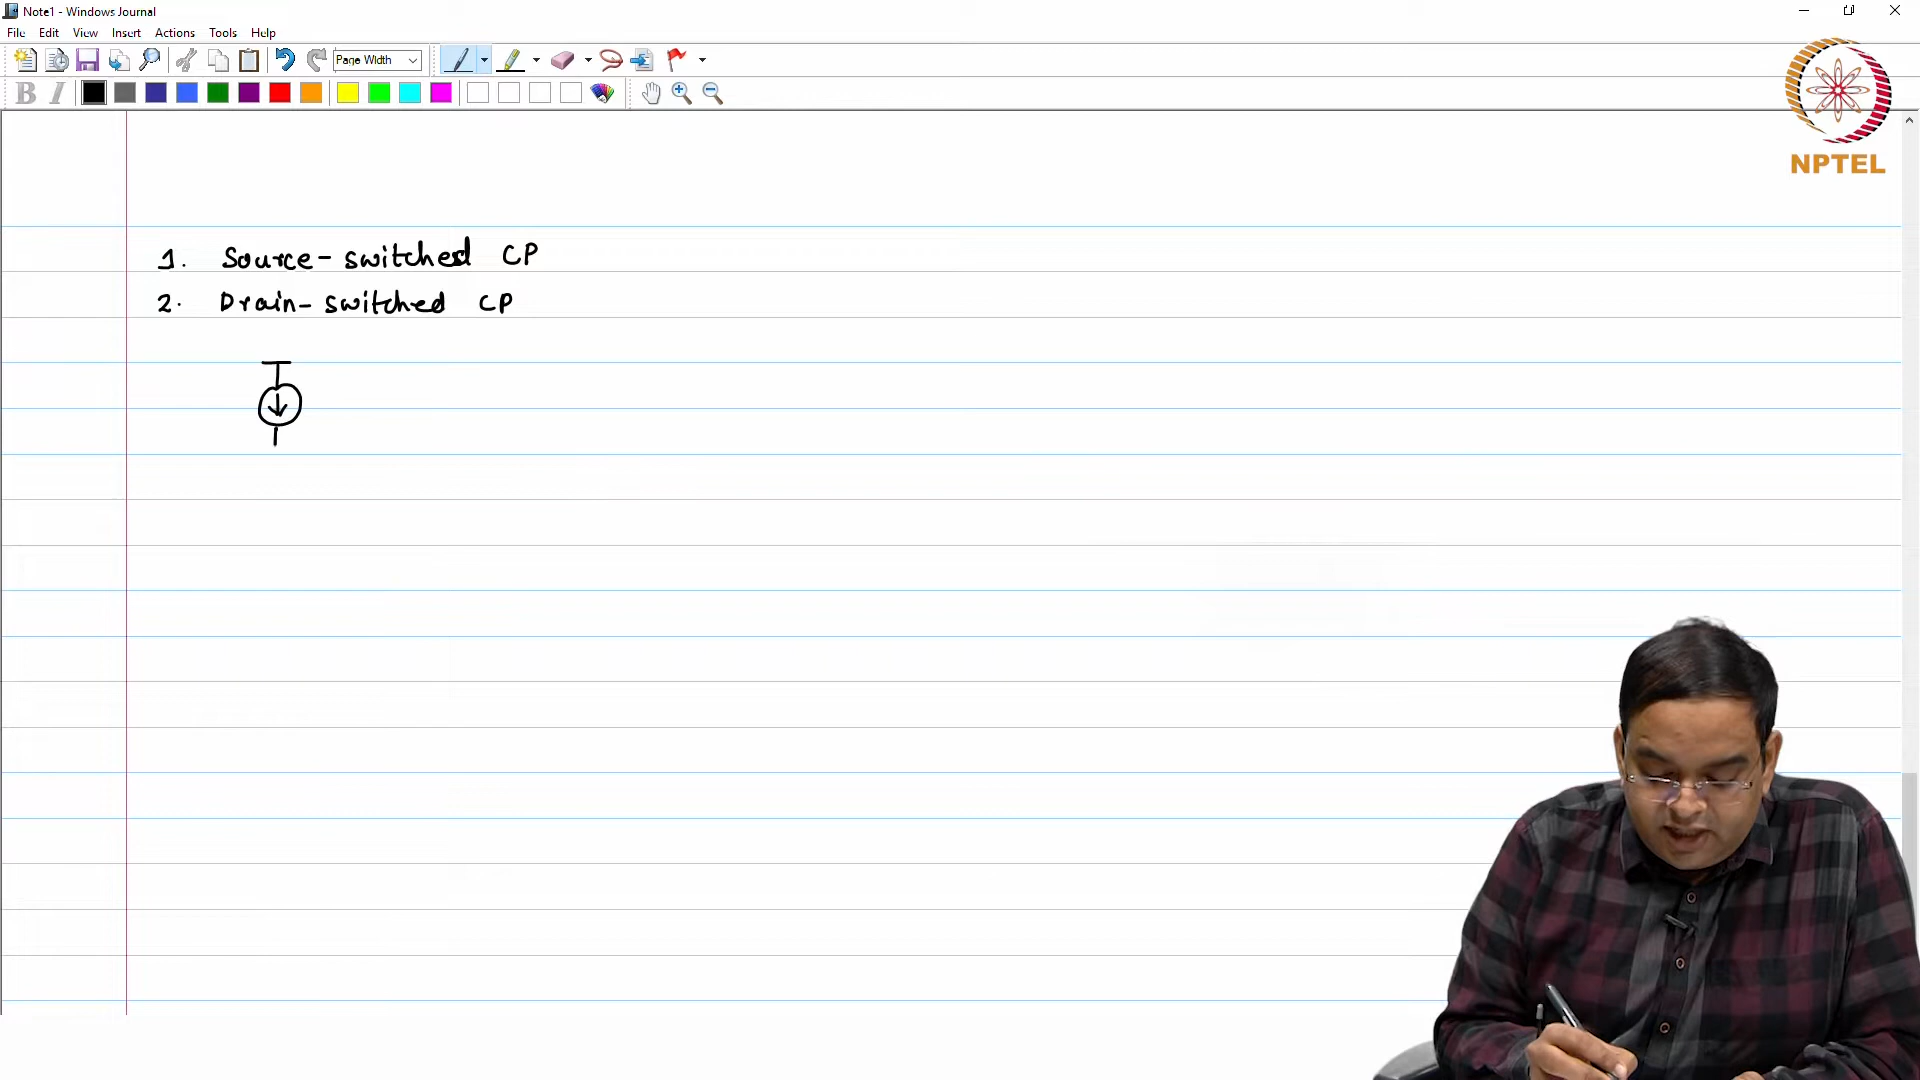 Note1 - Windows Journal
File Edit View Insert Actions Tools Help
Page Width
B I
NPTEL
1. Source-switched CP
2. Drain-switched CP